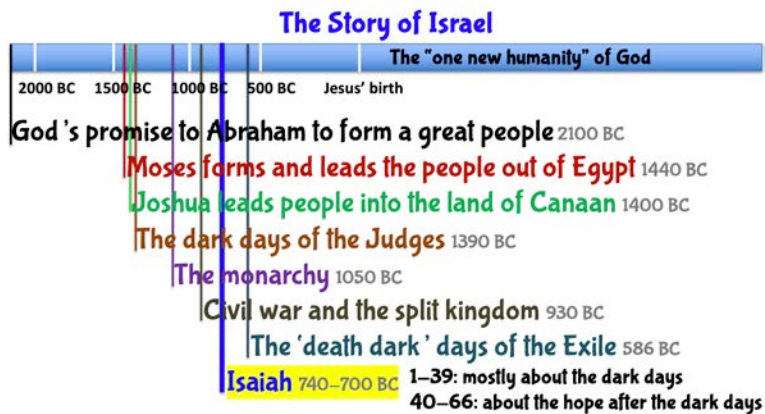 The Story of Israel
The "one new humanity" of God
2000 BC 1500 BC 1000 BC 500 BC Jesus' birth
God's promise to Abraham to form a great people 2100 BC
Moses forms and leads the people out of Egypt 1440 BC
Joshua leads people into the land of Canaan 1400 BC
The dark days of the Judges 1390 BC
The monarchy 1050 BC
Civil war and the split kingdom 930 BC
The 'death dark' days of the Exile 586 BC
Isaiah 740–700 BC
1–39: mostly about the dark days
40–66: about the hope after the dark days